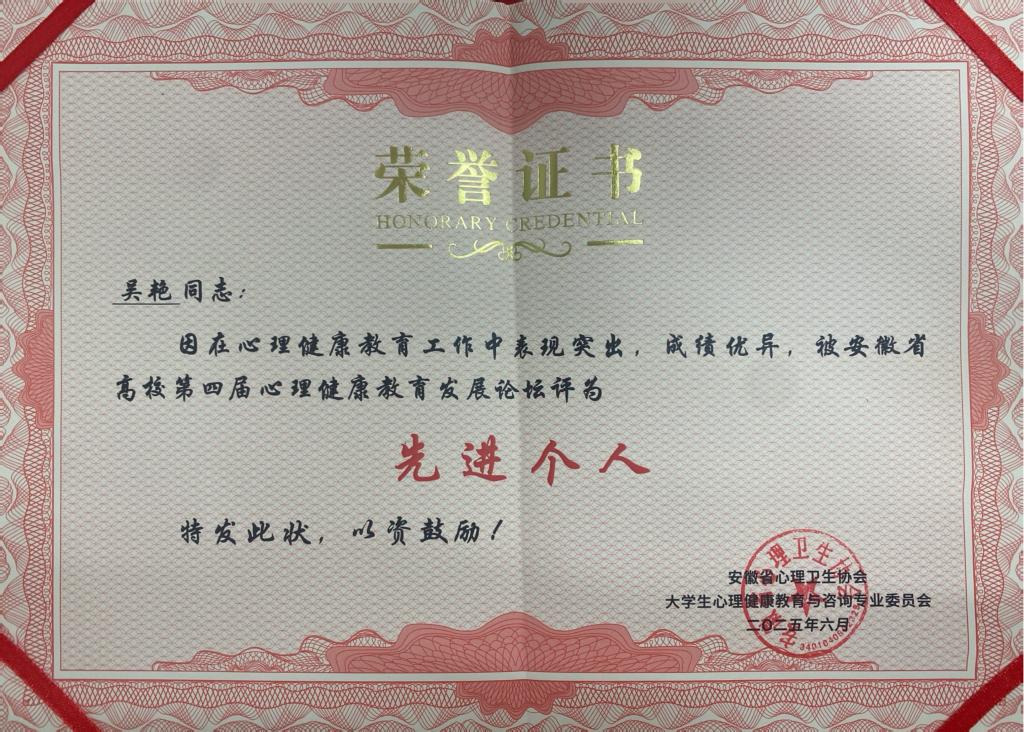 荣誉证书
HONORARY CREDENTIAL
吴艳同志：
因在心理健康教育工作中表现突出，成绩优异，被安徽省
高校第四届心理健康教育发展论坛评为
先进个人
特发此状，以资鼓励！
安徽省心理卫生协会
大学生心理健康教育与咨询专业委员会
二〇二五年六月